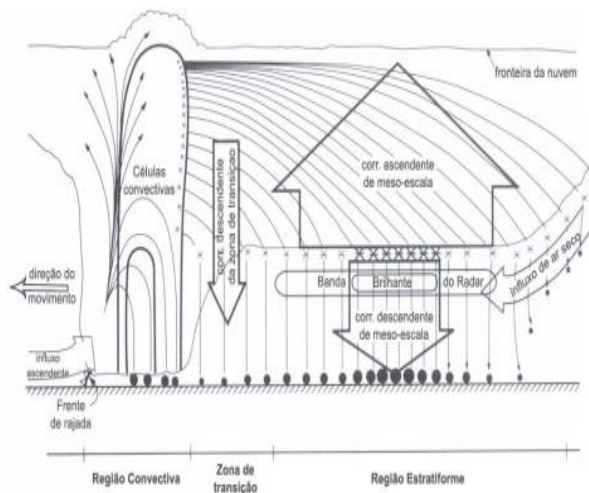 fronteira da nuvem
Células
convectivas
corr. descendente
da zona de transiçao
corr. ascendente
de meso-escala
direção do
movimento
influxo de ar seco
Banda Brilhante do Radar
corr. descendente
de meso-escala
influxo
ascendente
Frente
de rajada
Região Convectiva
Zona de
transição
Região Estratiforme